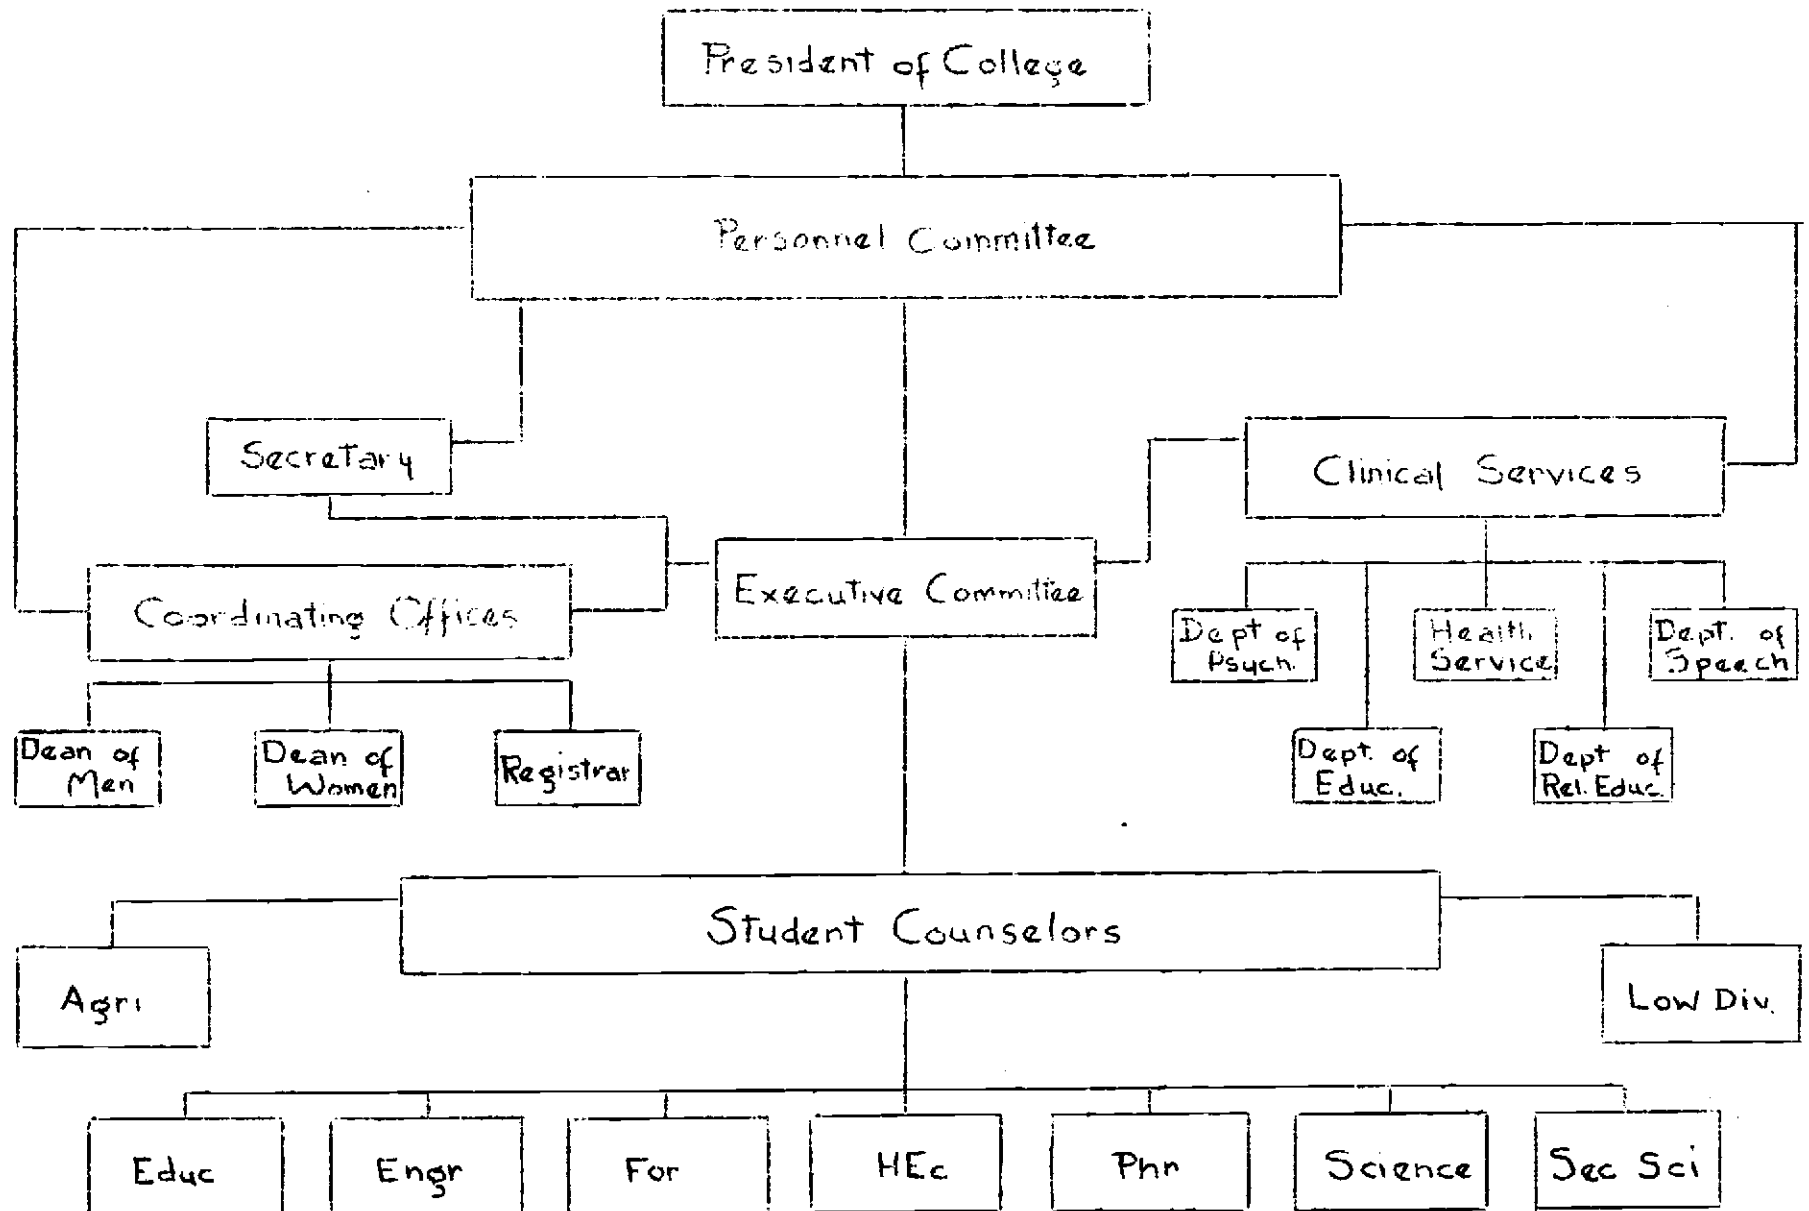 President of College
Personnel Committee
Secretary
Clinical Services
Executive Committee
Coordinating Offices
Dept of
Psych.
Health
Service
Dept. of
Speech
Dean of
Men
Dean of
Women
Registrar
Dept. of
Educ.
Dept of
Rel. Educ.
Student Counselors
Agri
Low Div.
Educ
Engr
For
HEc
Phr
Science
Sec Sci